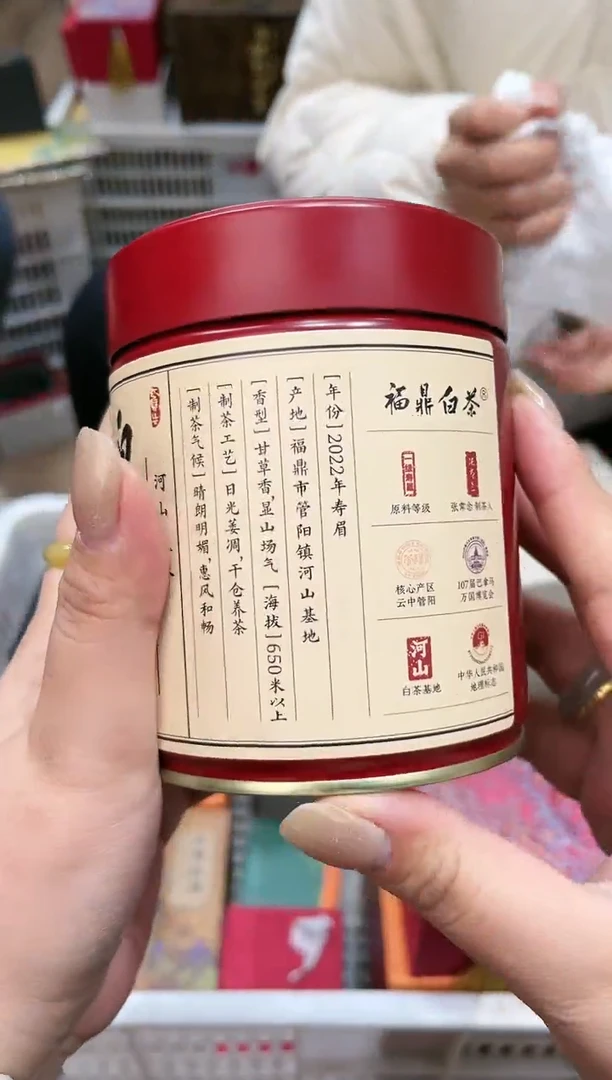 福鼎白茶®
一级寿眉
原料等级
张常念 制茶人
核心产区
云中管阳
107届巴拿马
万国博览会
河山
白茶基地
中华人民共和国
地理标志
[年份]2022年寿眉
[产地]福鼎市管阳镇河山基地
[香型]甘草香,显山场气 [海拔]650米以上
[制茶工艺]日光萎凋,干仓养茶
[制茶气候]晴朗明媚,惠风和畅
河山